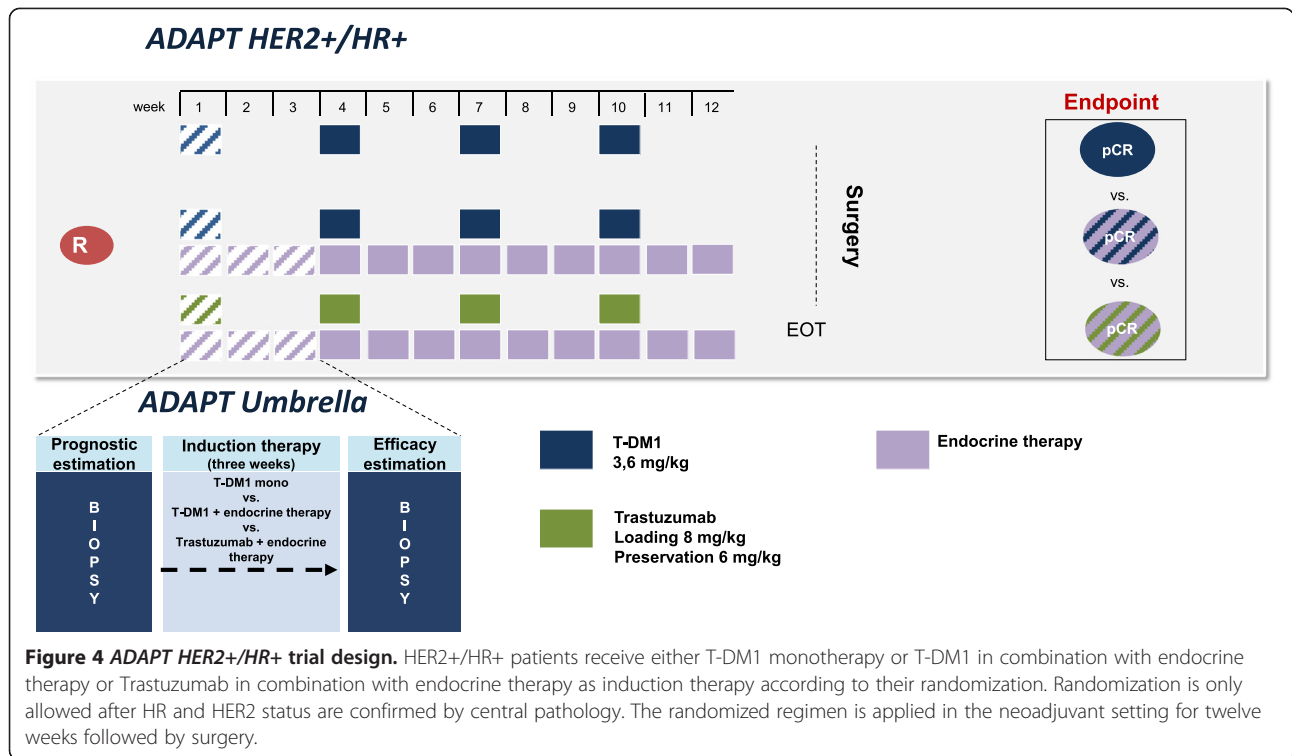 ADAPT HER2+/HR+
week 1 2 3 4 5 6 7 8 9 10 11 12
Endpoint
pCR
vs.
R
pCR
Surgery
vs.
pCR
EOT
ADAPT Umbrella
Prognostic
estimation
Induction therapy
(three weeks)
Efficacy
estimation
B
I
O
P
S
Y
T-DM1 mono
vs.
T-DM1 + endocrine therapy
vs.
Trastuzumab + endocrine
therapy
B
I
O
P
S
Y
T-DM1
3,6 mg/kg
Endocrine therapy
Trastuzumab
Loading 8 mg/kg
Preservation 6 mg/kg
Figure 4 ADAPT HER2+/HR+ trial design. HER2+/HR+ patients receive either T-DM1 monotherapy or T-DM1 in combination with endocrine
therapy or Trastuzumab in combination with endocrine therapy as induction therapy according to their randomization. Randomization is only
allowed after HR and HER2 status are confirmed by central pathology. The randomized regimen is applied in the neoadjuvant setting for twelve
weeks followed by surgery.